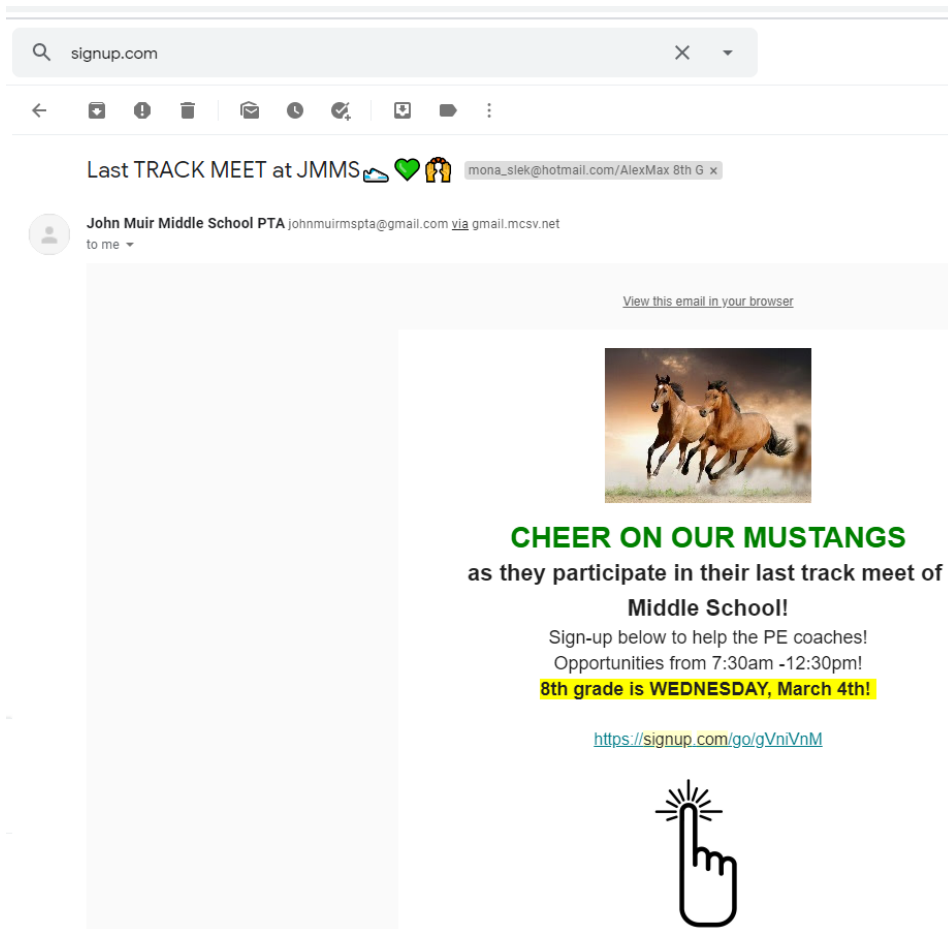 signup.com
Last TRACK MEET at JMMS
mona_slek@hotmail.com/AlexMax 8th G x
John Muir Middle School PTA johnmuirmspta@gmail.com via gmail.mcsv.net
to me
View this email in your browser
CHEER ON OUR MUSTANGS
as they participate in their last track meet of
Middle School!
Sign-up below to help the PE coaches!
Opportunities from 7:30am -12:30pm!
8th grade is WEDNESDAY, March 4th!
https://signup.com/go/gVniVnM